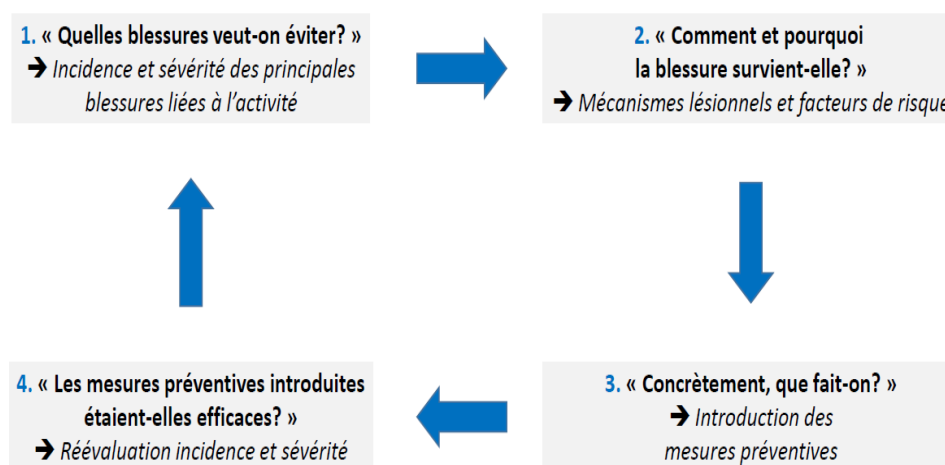 1. « Quelles blessures veut-on éviter? »
➔ Incidence et sévérité des principales
blessures liées à l’activité
2. « Comment et pourquoi
la blessure survient-elle? »
➔ Mécanismes lésionnels et facteurs de risque
3. « Concrètement, que fait-on? »
➔ Introduction des
mesures préventives
4. « Les mesures préventives introduites
étaient-elles efficaces? »
➔ Réévaluation incidence et sévérité